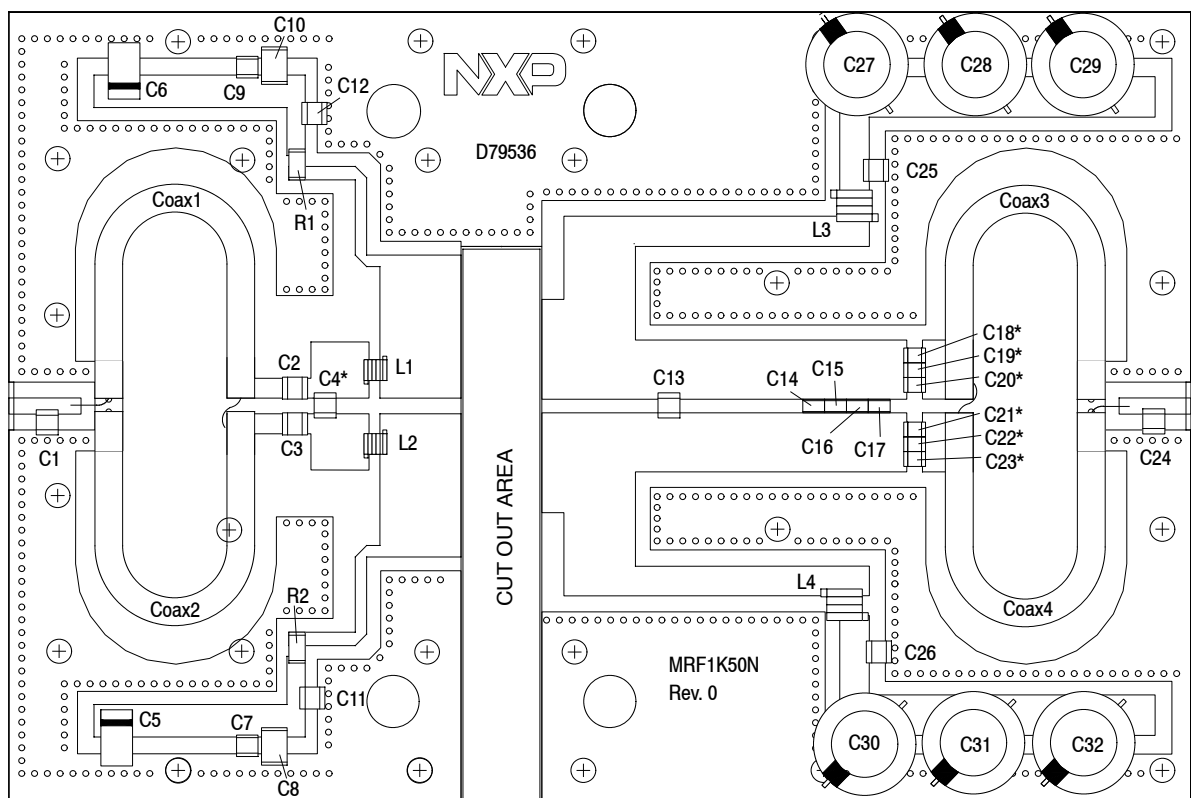 C10
C27
C28
C29
NXP
C6
C9
C12
D79536
C25
Coax1
R1
L3
Coax3
C18*
C19*
C20*
C2
C4*
L1
C13
C14
C15
C16
C17
C21*
C22*
C23*
C1
C3
L2
C24
CUT OUT AREA
Coax2
R2
L4
Coax4
C26
MRF1K50N
Rev. 0
C11
C5
C7
C8
C30
C31
C32